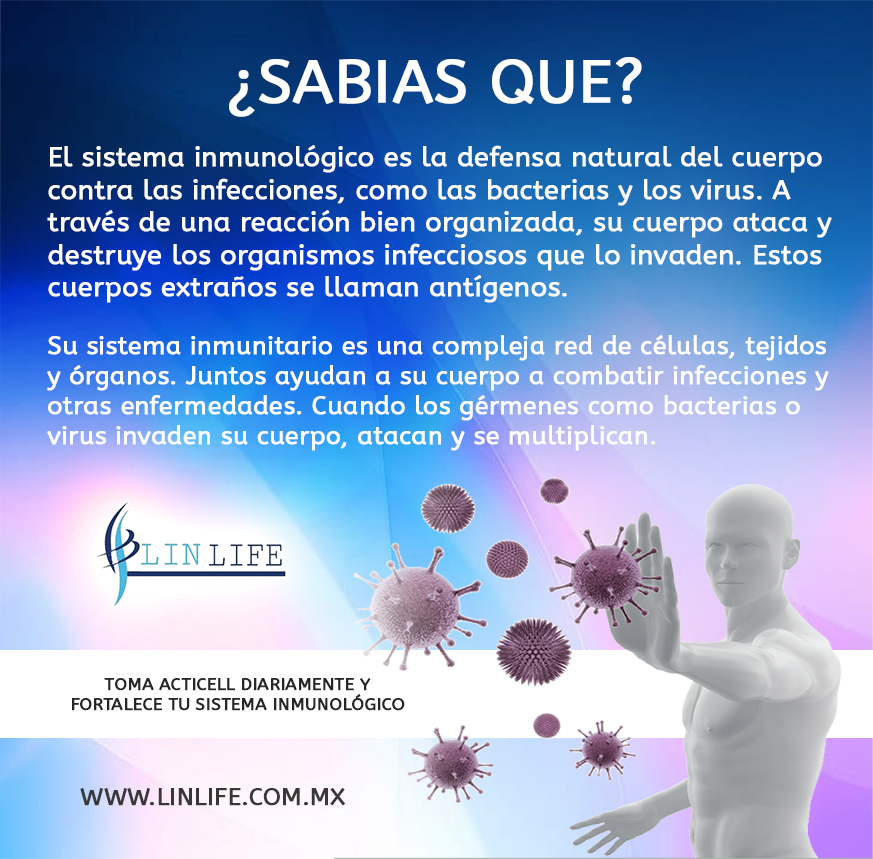 ¿SABIAS QUE?
El sistema inmunológico es la defensa natural del cuerpo
contra las infecciones, como las bacterias y los virus. A
través de una reacción bien organizada, su cuerpo ataca y
destruye los organismos infecciosos que lo invaden. Estos
cuerpos extraños se llaman antígenos.
Su sistema inmunitario es una compleja red de células, tejidos
y órganos. Juntos ayudan a su cuerpo a combatir infecciones y
otras enfermedades. Cuando los gérmenes como bacterias o
virus invaden su cuerpo, atacan y se multiplican.
LIN LIFE
TOMA ACTICELL DIARIAMENTE Y
FORTALECE TU SISTEMA INMUNOLÓGICO
WWW.LINLIFE.COM.MX